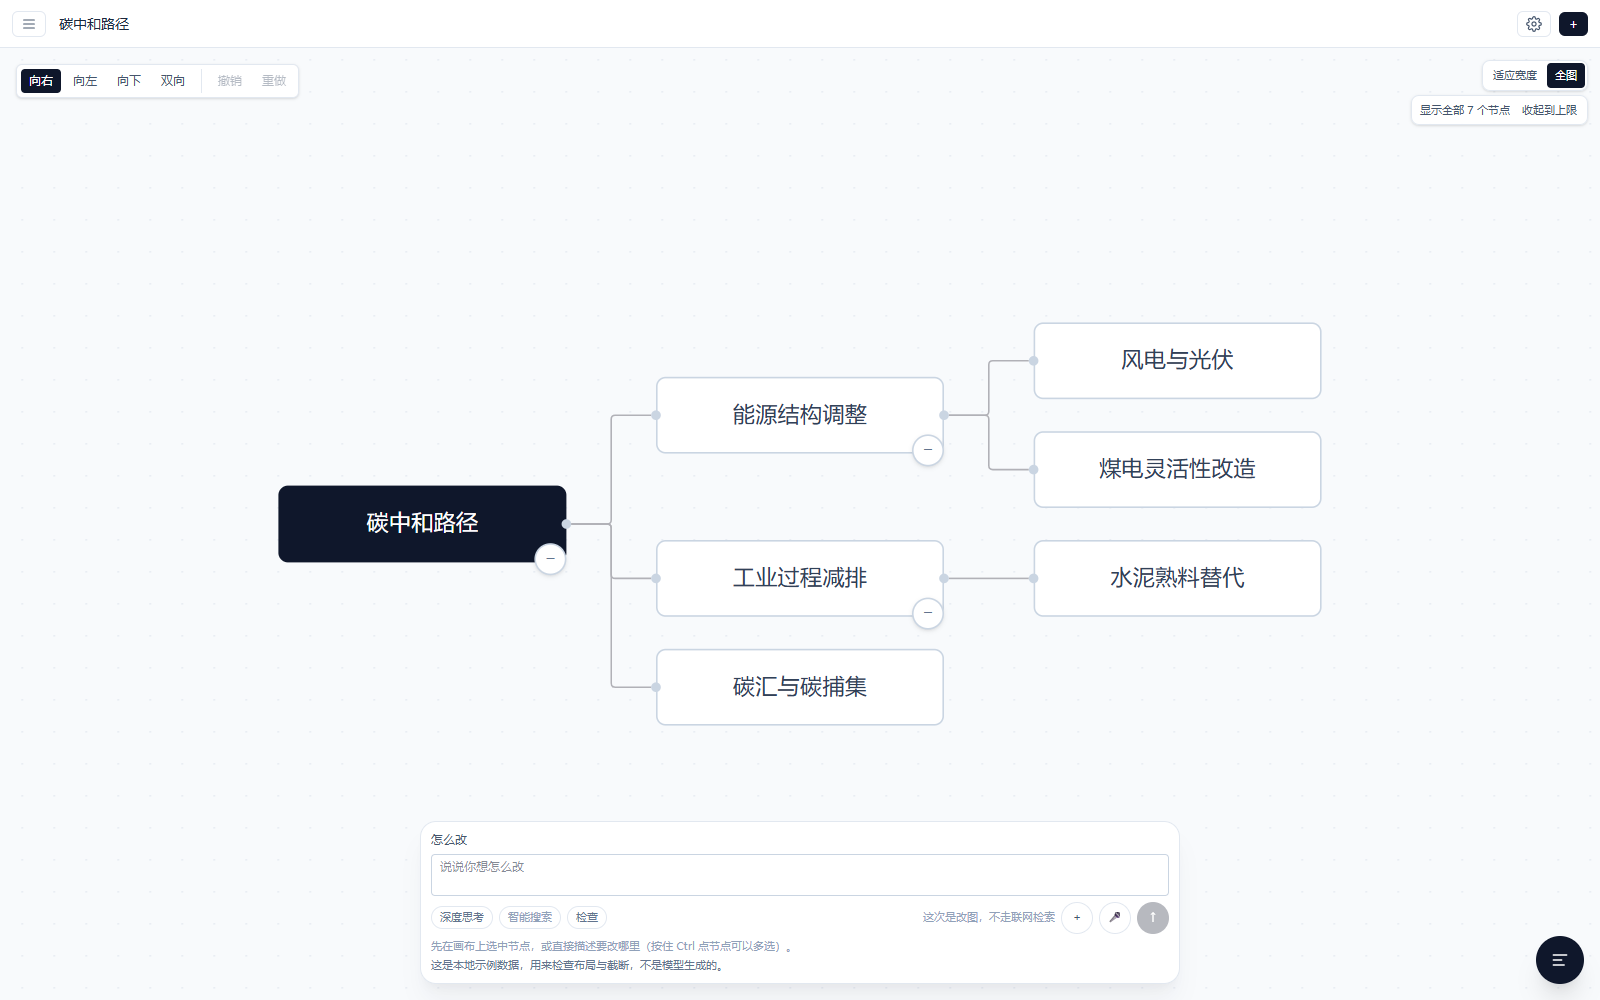 碳中和路径
+
向右 向左 向下 双向 撤销 重做
适应宽度 全图
显示全部 7 个节点 收起到上限
风电与光伏
能源结构调整
−
煤电灵活性改造
碳中和路径
−
工业过程减排
−
水泥熟料替代
碳汇与碳捕集
怎么改
说说你想怎么改
深度思考 智能搜索 检查 这次是改图，不走联网检索 + ↑
先在画布上选中节点，或直接描述要改哪里（按住 Ctrl 点节点可以多选）。
这是本地示例数据，用来检查布局与截断，不是模型生成的。